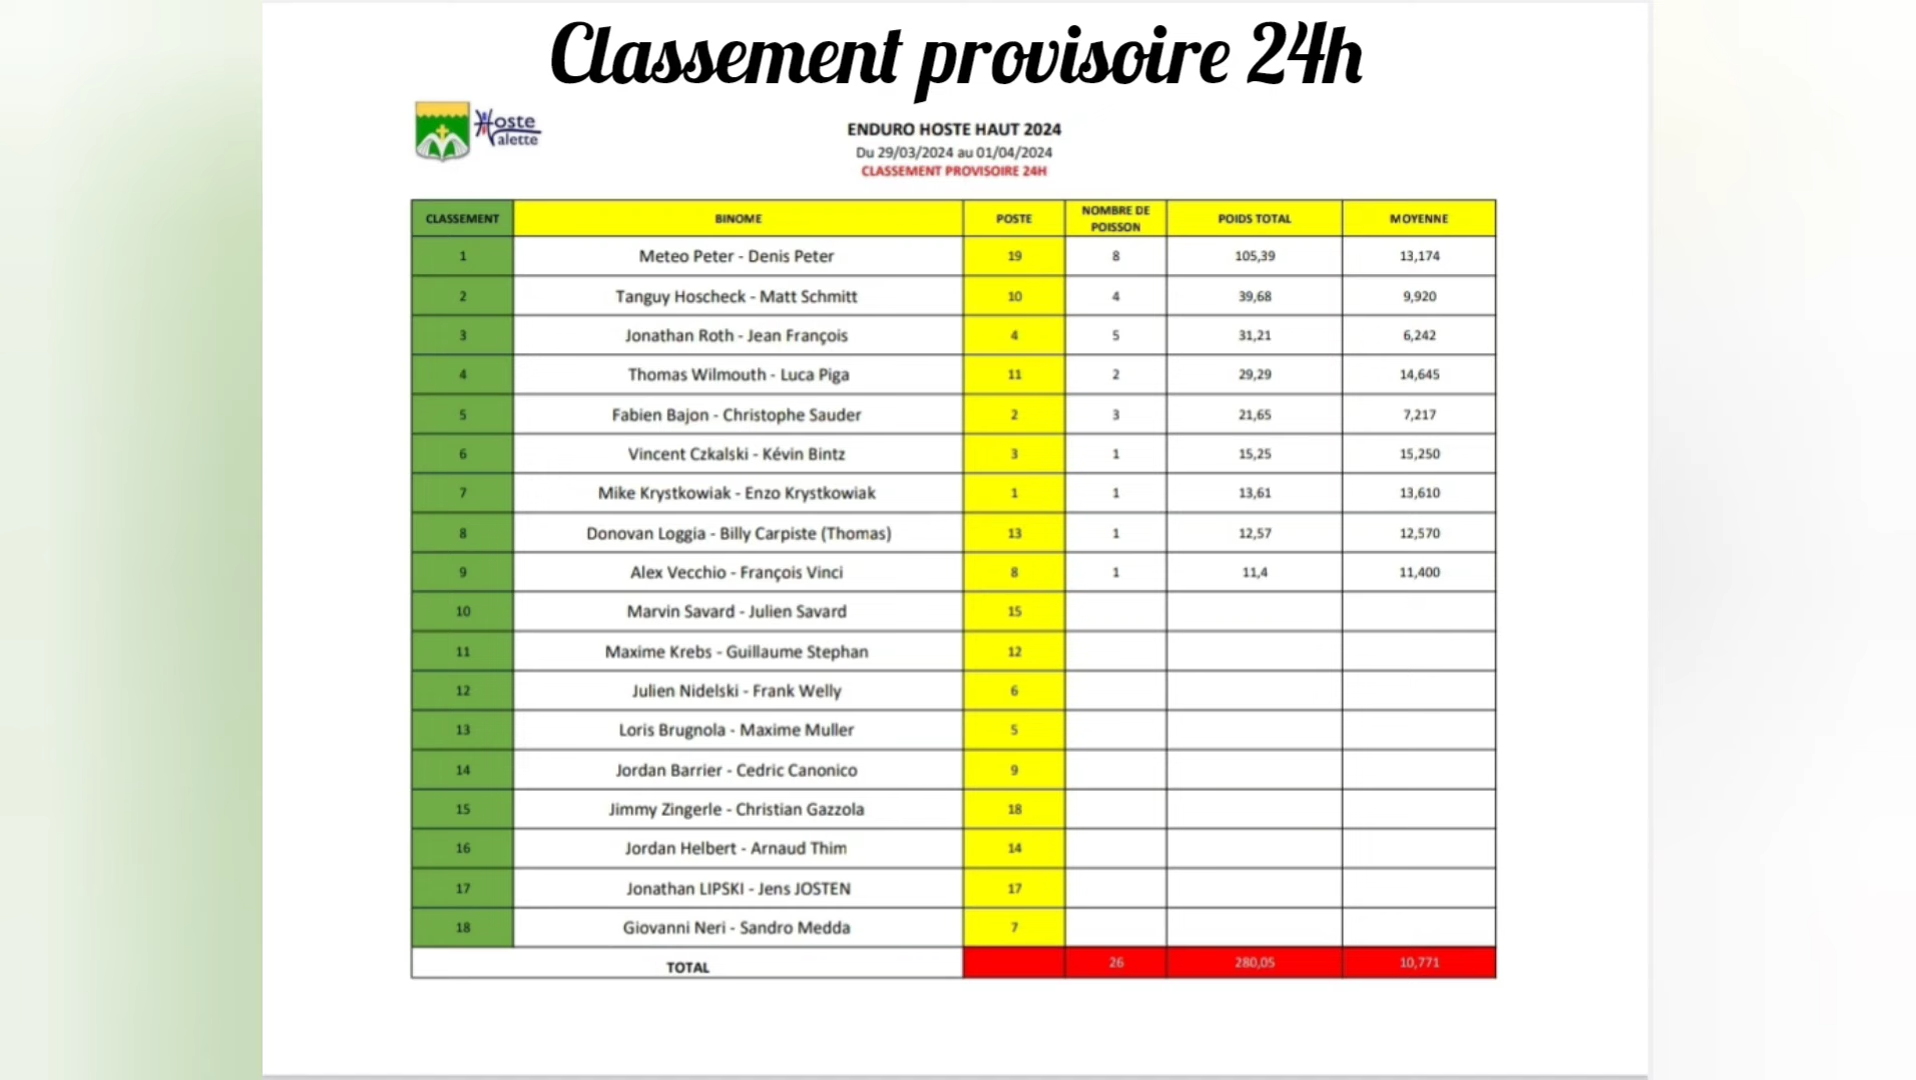 Classement provisoire 24h
Hoste
Valette
ENDURO HOSTE HAUT 2024
Du 29/03/2024 au 01/04/2024
CLASSEMENT PROVISOIRE 24H
CLASSEMENT BINOME POSTE NOMBRE DE POISSON POIDS TOTAL MOYENNE
1 Meteo Peter - Denis Peter 19 8 105,39 13,174
2 Tanguy Hoscheck - Matt Schmitt 10 4 39,68 9,920
3 Jonathan Roth - Jean François 4 5 31,21 6,242
4 Thomas Wilmouth - Luca Piga 11 2 29,29 14,645
5 Fabien Bajon - Christophe Sauder 2 3 21,65 7,217
6 Vincent Czkalski - Kévin Bintz 3 1 15,25 15,250
7 Mike Krystkowiak - Enzo Krystkowiak 1 1 13,61 13,610
8 Donovan Loggia - Billy Carpiste (Thomas) 13 1 12,57 12,570
9 Alex Vecchio - François Vinci 8 1 11,4 11,400
10 Marvin Savard - Julien Savard 15
11 Maxime Krebs - Guillaume Stephan 12
12 Julien Nidelski - Frank Welly 6
13 Loris Brugnola - Maxime Muller 5
14 Jordan Barrier - Cedric Canonico 9
15 Jimmy Zingerle - Christian Gazzola 18
16 Jordan Helbert - Arnaud Thim 14
17 Jonathan LIPSKI - Jens JOSTEN 17
18 Giovanni Neri - Sandro Medda 7
TOTAL 26 280,05 10,771